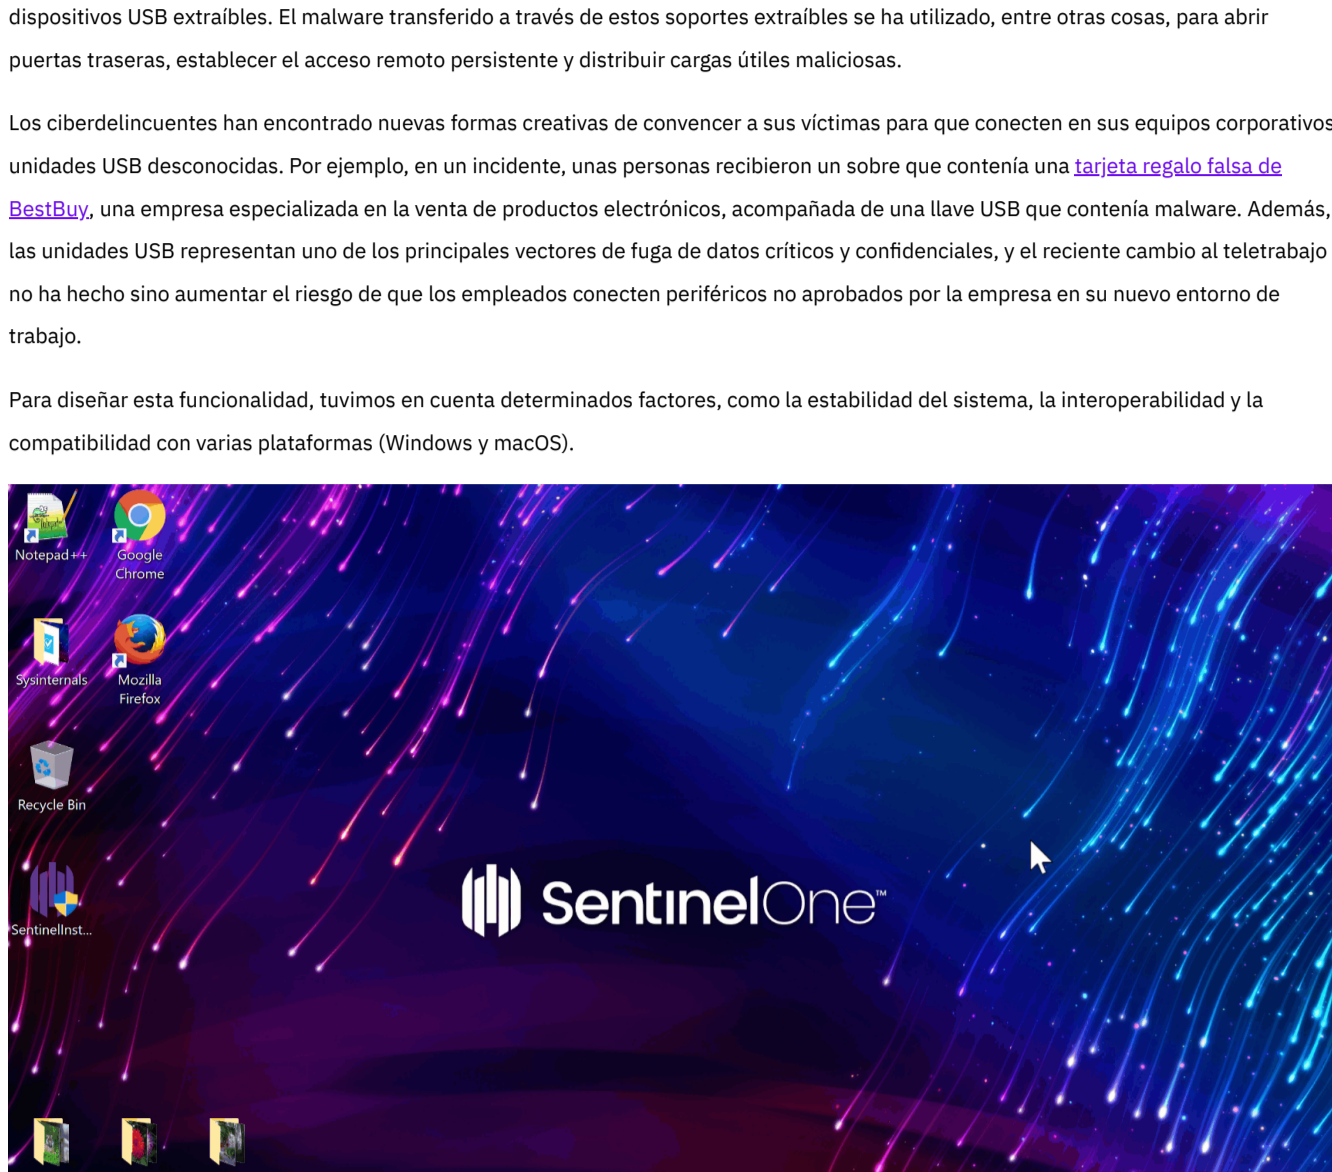 dispositivos USB extraíbles. El malware transferido a través de estos soportes extraíbles se ha utilizado, entre otras cosas, para abrir
puertas traseras, establecer el acceso remoto persistente y distribuir cargas útiles maliciosas.
Los ciberdelincuentes han encontrado nuevas formas creativas de convencer a sus víctimas para que conecten en sus equipos corporativos
unidades USB desconocidas. Por ejemplo, en un incidente, unas personas recibieron un sobre que contenía una tarjeta regalo falsa de
BestBuy, una empresa especializada en la venta de productos electrónicos, acompañada de una llave USB que contenía malware. Además,
las unidades USB representan uno de los principales vectores de fuga de datos críticos y confidenciales, y el reciente cambio al teletrabajo
no ha hecho sino aumentar el riesgo de que los empleados conecten periféricos no aprobados por la empresa en su nuevo entorno de
trabajo.
Para diseñar esta funcionalidad, tuvimos en cuenta determinados factores, como la estabilidad del sistema, la interoperabilidad y la
compatibilidad con varias plataformas (Windows y macOS).
Notepad++
Google
Chrome
Sysinternals
Mozilla
Firefox
Recycle Bin
SentinelInst...
SentinelOne™